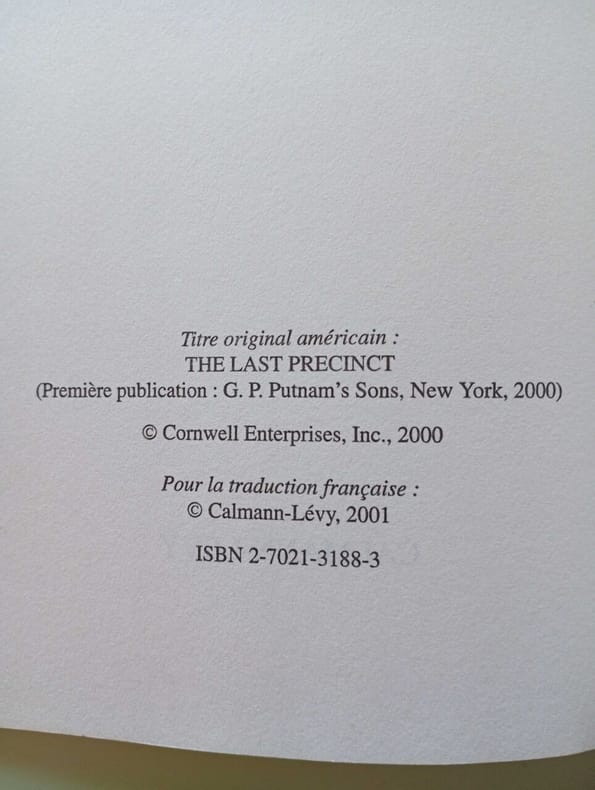 Titre original américain :
THE LAST PRECINCT
(Première publication : G. P. Putnam's Sons, New York, 2000)
© Cornwell Enterprises, Inc., 2000
Pour la traduction française :
© Calmann-Lévy, 2001
ISBN 2-7021-3188-3